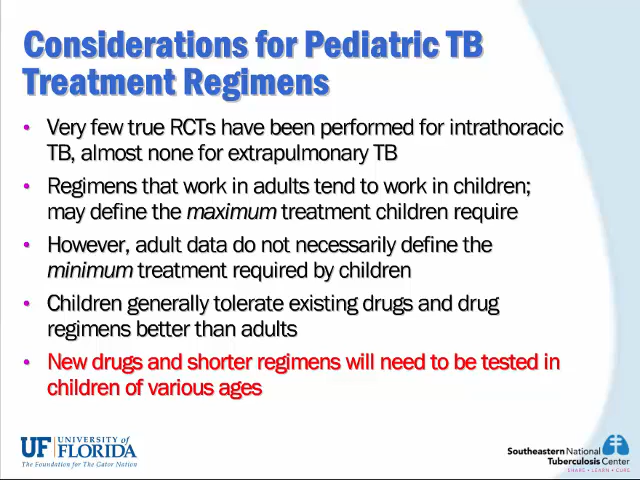 Considerations for Pediatric TB
Treatment Regimens
• Very few true RCTs have been performed for intrathoracic
TB, almost none for extrapulmonary TB
• Regimens that work in adults tend to work in children;
may define the maximum treatment children require
• However, adult data do not necessarily define the
minimum treatment required by children
• Children generally tolerate existing drugs and drug
regimens better than adults
• New drugs and shorter regimens will need to be tested in
children of various ages
UF UNIVERSITY of
FLORIDA
The Foundation for The Gator Nation
Southeastern National
Tuberculosis Center
SHARE • LEARN • CURE